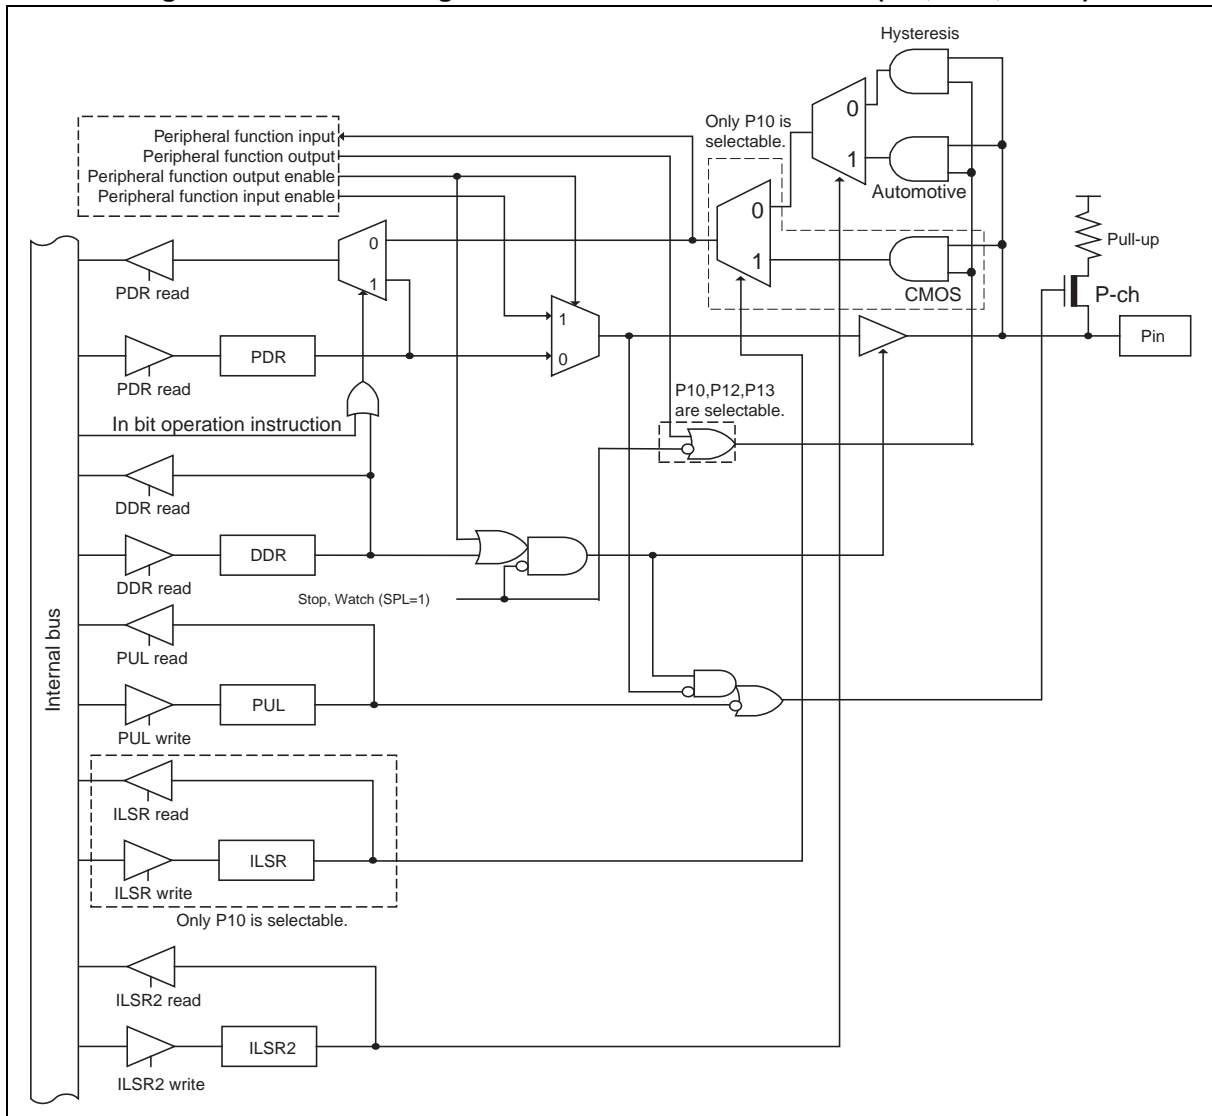 Hysteresis
0
Only P10 is
selectable.
1
Automotive
Peripheral function input
Peripheral function output
Peripheral function output enable
Peripheral function input enable
0
1
CMOS
Pull-up
P-ch
0
1
PDR read
1
0
Pin
PDR
PDR read
P10,P12,P13
are selectable.
In bit operation instruction
DDR read
DDR
DDR read
Stop, Watch (SPL=1)
Internal bus
PUL read
PUL
PUL write
ILSR read
ILSR
ILSR write
Only P10 is selectable.
ILSR2 read
ILSR2
ILSR2 write